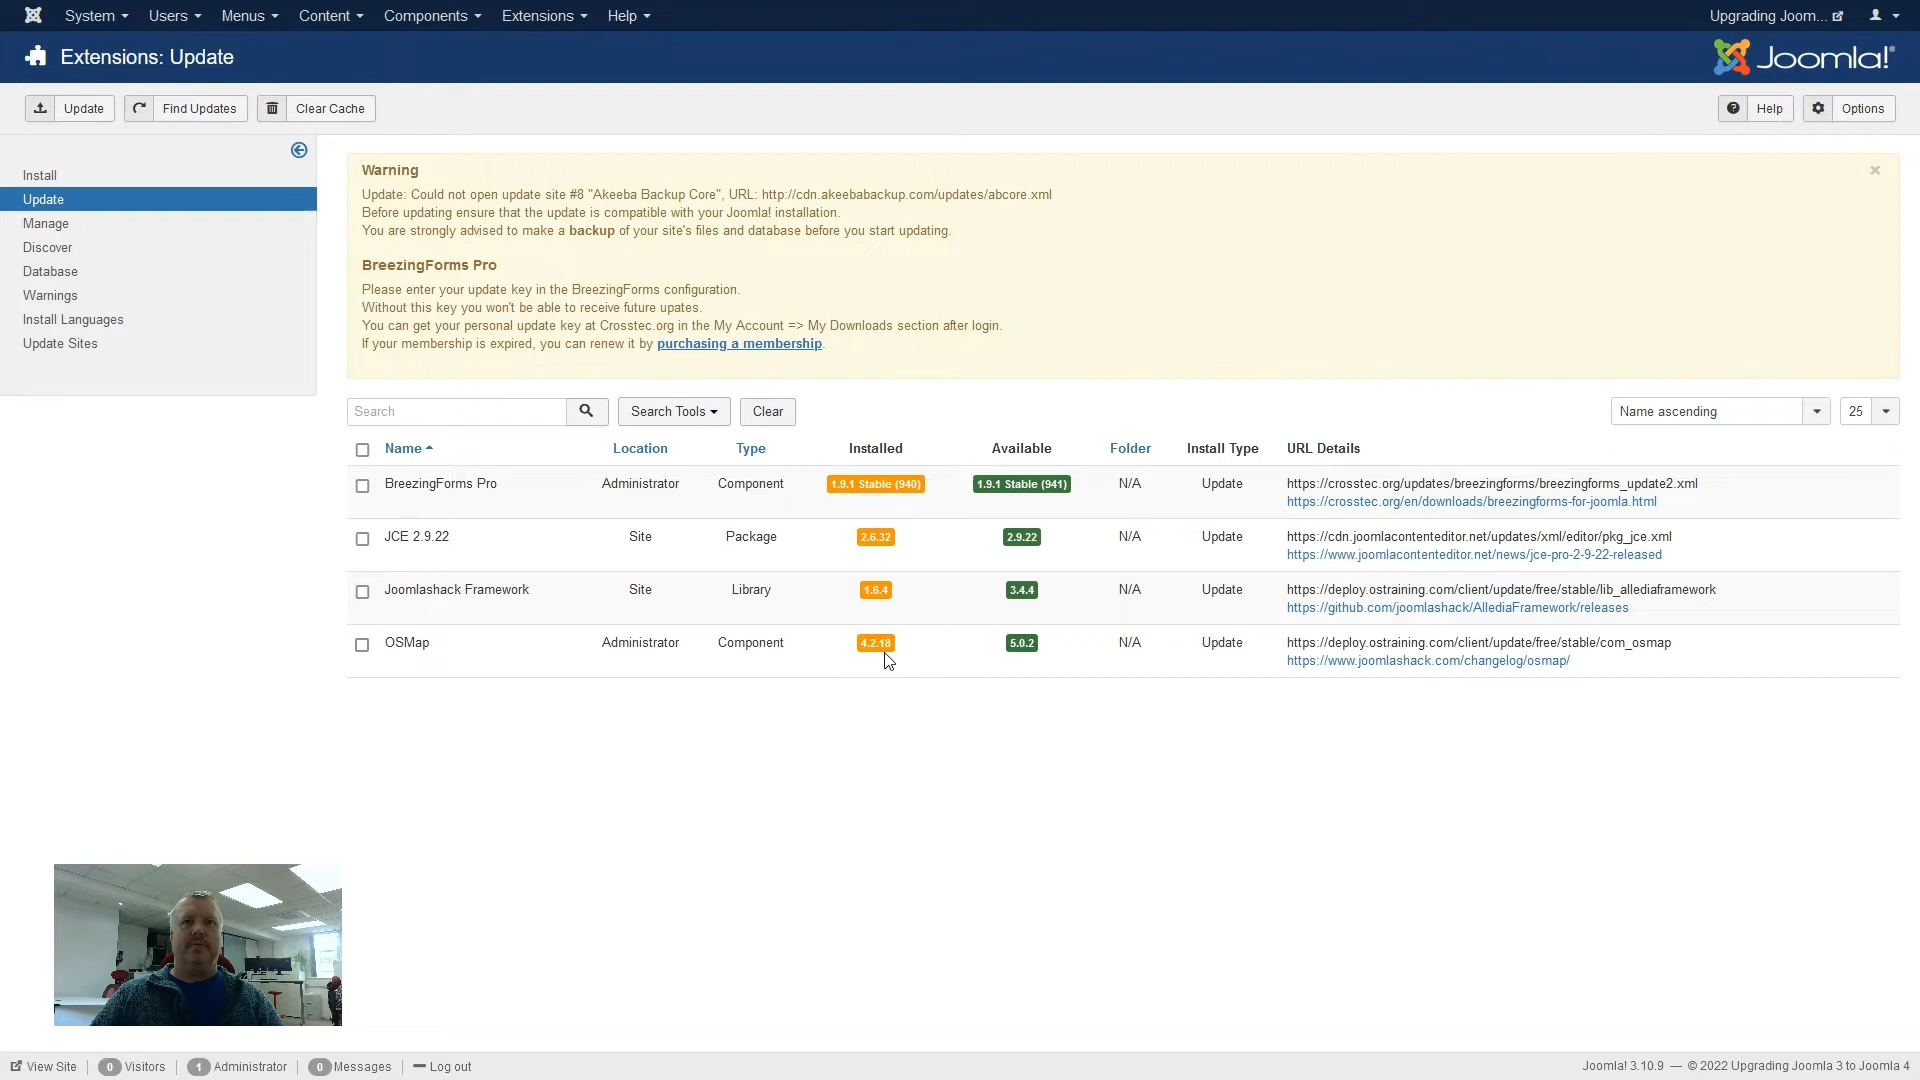 System Users Menus Content Components Extensions Help Upgrading Joom...
Extensions: Update Joomla!®
Update Find Updates Clear Cache Help Options
Install
Update
Manage
Discover
Database
Warnings
Install Languages
Update Sites
Warning ×
Update: Could not open update site #8 "Akeeba Backup Core", URL: http://cdn.akeebabackup.com/updates/abcore.xml
Before updating ensure that the update is compatible with your Joomla! installation.
You are strongly advised to make a backup of your site's files and database before you start updating.
BreezingForms Pro
Please enter your update key in the BreezingForms configuration.
Without this key you won't be able to receive future upates.
You can get your personal update key at Crosstec.org in the My Account => My Downloads section after login.
If your membership is expired, you can renew it by purchasing a membership.
Search Search Tools Clear Name ascending 25
Name Location Type Installed Available Folder Install Type URL Details
BreezingForms Pro Administrator Component 1.9.1 Stable (940) 1.9.1 Stable (941) N/A Update https://crosstec.org/updates/breezingforms/breezingforms_update2.xml
https://crosstec.org/en/downloads/breezingforms-for-joomla.html
JCE 2.9.22 Site Package 2.6.32 2.9.22 N/A Update https://cdn.joomlacontenteditor.net/updates/xml/editor/pkg_jce.xml
https://www.joomlacontenteditor.net/news/jce-pro-2-9-22-released
Joomlashack Framework Site Library 1.6.4 3.4.4 N/A Update https://deploy.ostraining.com/client/update/free/stable/lib_allediaframework
https://github.com/joomlashack/AllediaFramework/releases
OSMap Administrator Component 4.2.18 5.0.2 N/A Update https://deploy.ostraining.com/client/update/free/stable/com_osmap
https://www.joomlashack.com/changelog/osmap/
View Site 0 Visitors 1 Administrator 0 Messages Log out Joomla! 3.10.9 — © 2022 Upgrading Joomla 3 to Joomla 4